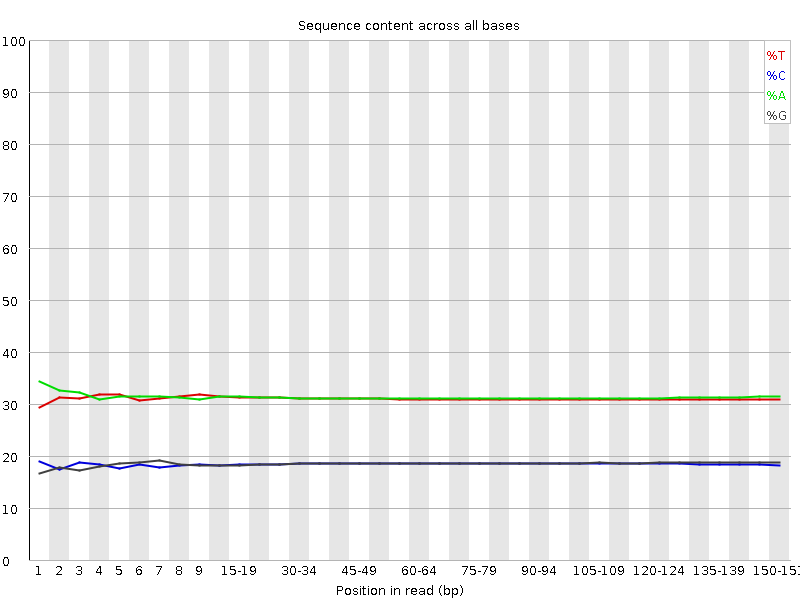 Sequence content across all bases
100
90
80
70
60
50
40
30
20
10
0
%T
%C
%A
%G
1 2 3 4 5 6 7 8 9 15-19 30-34 45-49 60-64 75-79 90-94 105-109 120-124 135-139 150-151
Position in read (bp)